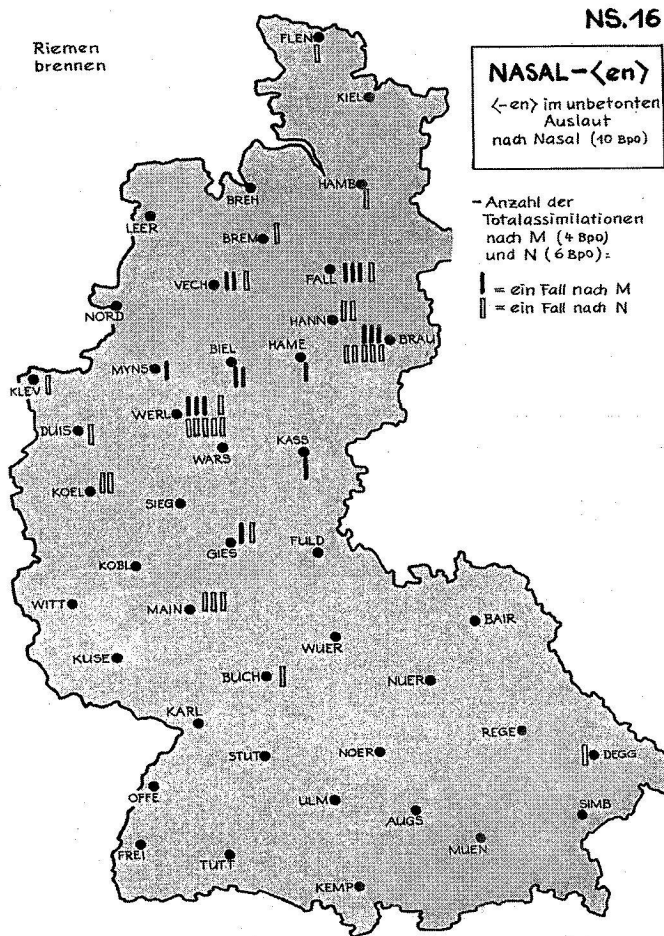 NS.16
Riemen
brennen
NASAL-<en>
<-en> im unbetonten
Auslaut
nach Nasal (10 Bpo)
- Anzahl der
Totalassimilationen
nach M (4 Bpo)
und N (6 Bpo):
= ein Fall nach M
= ein Fall nach N
FLEN
KIEL
HAMB
BREH
LEER
BREM
VECH
FALL
NORD
HANN
BRAU
HAME
BIEL
MYNS
KLEV
WERL
DUIS
WARS
KASS
KOEL
SIEG
GIES
FULD
KOBL
WITT
MAIN
BAIR
WUER
KUSE
BUCH
NUER
KARL
REGE
STUT
NOER
DEGG
OFFE
ULM
AUGS
SIMB
FREI
TUTT
MUEN
KEMP